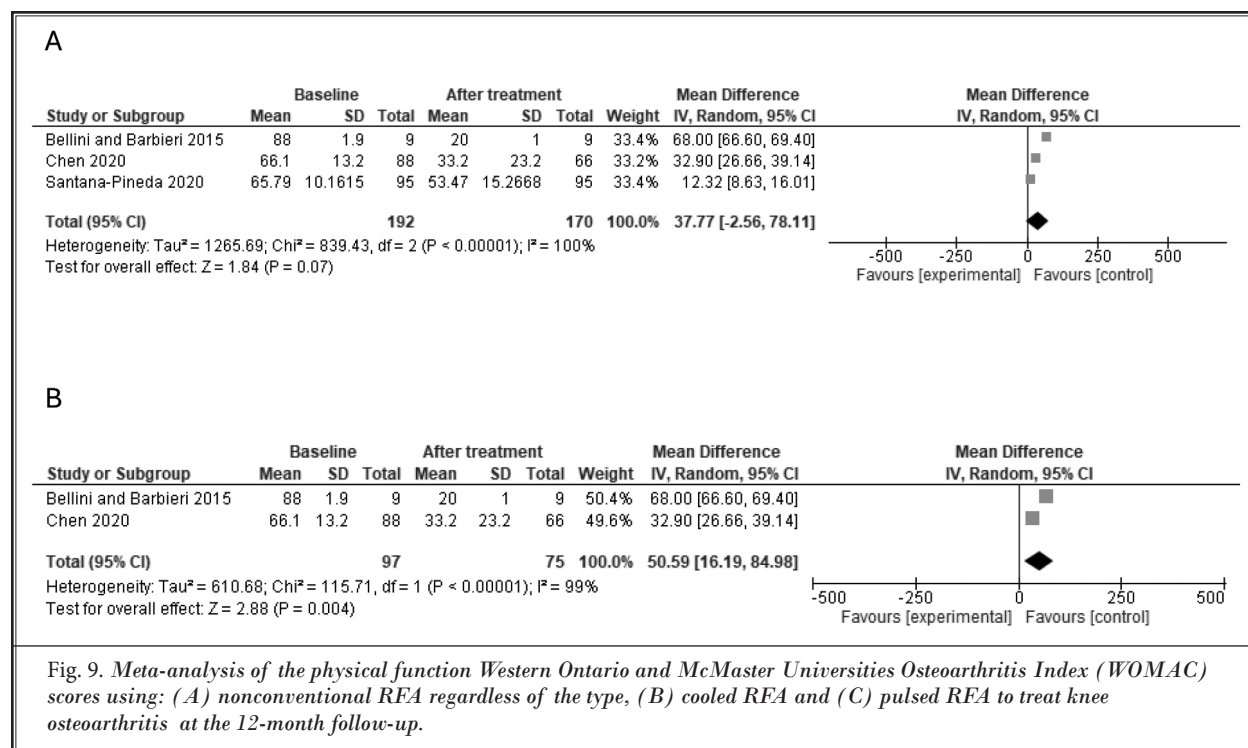 A
Baseline After treatment Mean Difference Mean Difference
Study or Subgroup Mean SD Total Mean SD Total Weight IV, Random, 95% CI IV, Random, 95% CI
Bellini and Barbieri 2015 88 1.9 9 20 1 9 33.4% 68.00 [66.60, 69.40]
Chen 2020 66.1 13.2 88 33.2 23.2 66 33.2% 32.90 [26.66, 39.14]
Santana-Pineda 2020 65.79 10.1615 95 53.47 15.2668 95 33.4% 12.32 [8.63, 16.01]
Total (95% CI) 192 170 100.0% 37.77 [-2.56, 78.11]
Heterogeneity: Tau² = 1265.69; Chi² = 839.43, df = 2 (P < 0.00001); I² = 100%
Test for overall effect: Z = 1.84 (P = 0.07)
-500 -250 0 250 500
Favours [experimental] Favours [control]
B
Baseline After treatment Mean Difference Mean Difference
Study or Subgroup Mean SD Total Mean SD Total Weight IV, Random, 95% CI IV, Random, 95% CI
Bellini and Barbieri 2015 88 1.9 9 20 1 9 50.4% 68.00 [66.60, 69.40]
Chen 2020 66.1 13.2 88 33.2 23.2 66 49.6% 32.90 [26.66, 39.14]
Total (95% CI) 97 75 100.0% 50.59 [16.19, 84.98]
Heterogeneity: Tau² = 610.68; Chi² = 115.71, df = 1 (P < 0.00001); I² = 99%
Test for overall effect: Z = 2.88 (P = 0.004)
-500 -250 0 250 500
Favours [experimental] Favours [control]
Fig. 9. Meta-analysis of the physical function Western Ontario and McMaster Universities Osteoarthritis Index (WOMAC)
scores using: (A) nonconventional RFA regardless of the type, (B) cooled RFA and (C) pulsed RFA to treat knee
osteoarthritis at the 12-month follow-up.